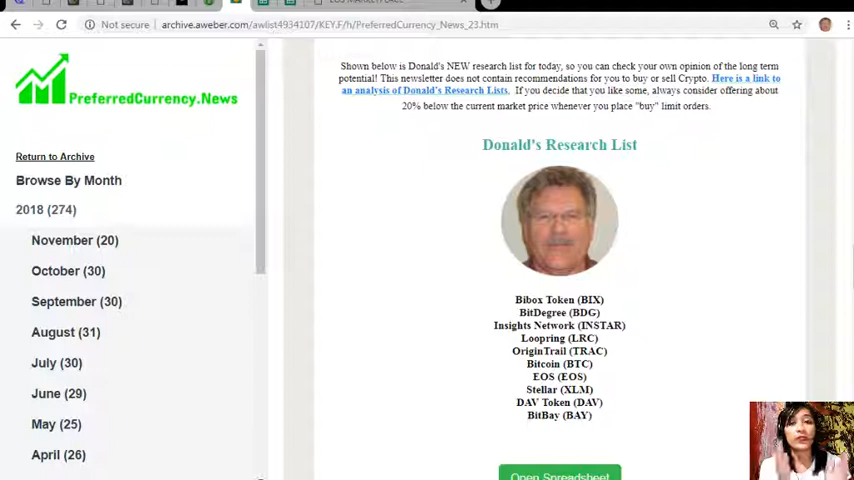 EOS MARKETPLACE
Not secure | archive.aweber.com/awlist4934107/KEY.F/h/PreferredCurrency_News_23.htm
PreferredCurrency.News
Return to Archive
Browse By Month
2018 (274)
November (20)
October (30)
September (30)
August (31)
July (30)
June (29)
May (25)
April (26)
Shown below is Donald's NEW research list for today, so you can check your own opinion of the long term
potential! This newsletter does not contain recommendations for you to buy or sell Crypto. Here is a link to
an analysis of Donald's Research Lists. If you decide that you like some, always consider offering about
20% below the current market price whenever you place "buy" limit orders.
Donald's Research List
Bibox Token (BIX)
BitDegree (BDG)
Insights Network (INSTAR)
Loopring (LRC)
OriginTrail (TRAC)
Bitcoin (BTC)
EOS (EOS)
Stellar (XLM)
DAV Token (DAV)
BitBay (BAY)
Open Spreadsheet